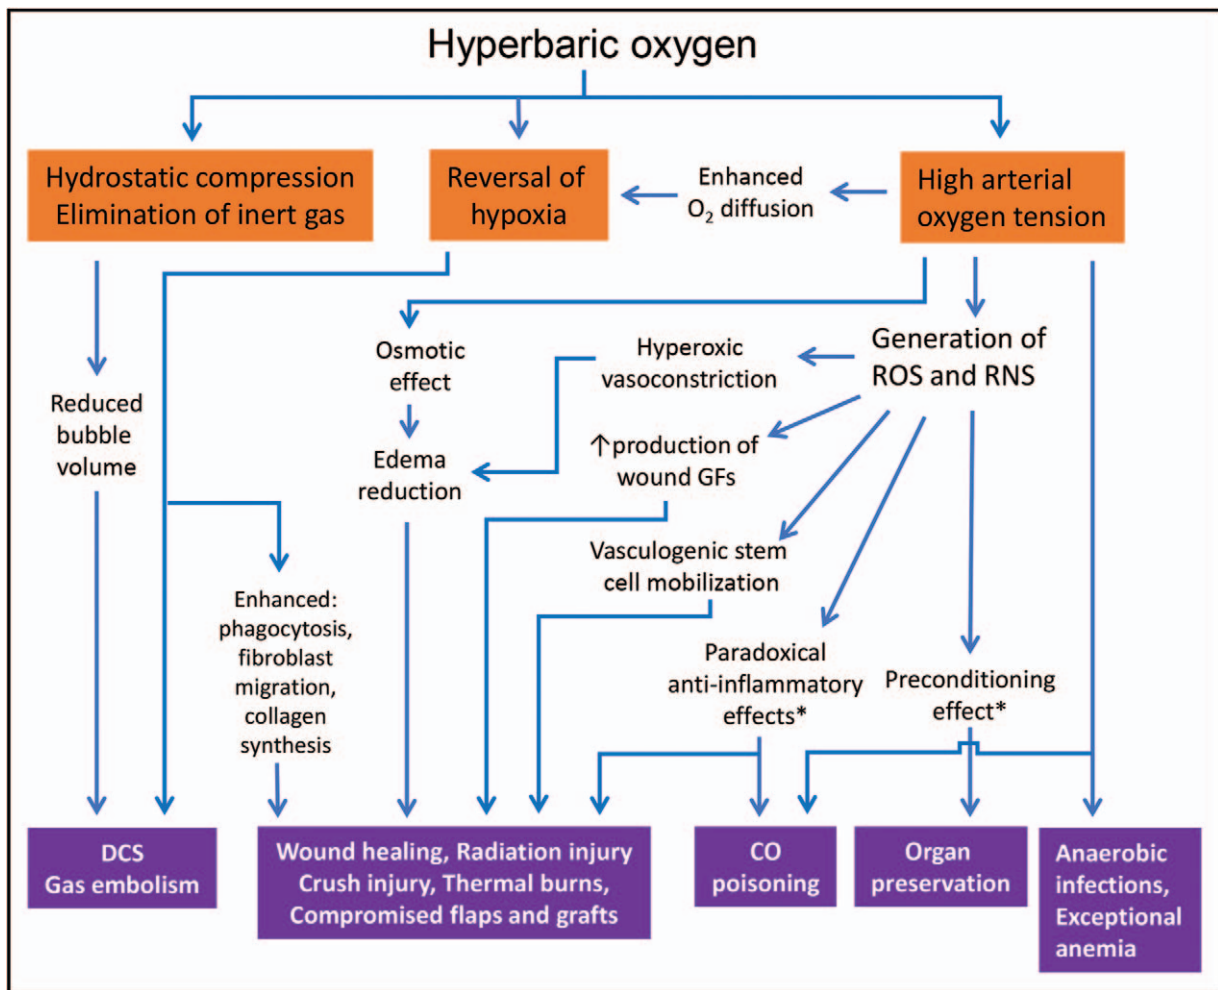 Hyperbaric oxygen
Hydrostatic compression
Elimination of inert gas
Reversal of
hypoxia
Enhanced
O₂ diffusion
High arterial
oxygen tension
Osmotic
effect
Hyperoxic
vasoconstriction
Generation of
ROS and RNS
Reduced
bubble
volume
Edema
reduction
↑production of
wound GFs
Vasculogenic stem
cell mobilization
Enhanced:
phagocytosis,
fibroblast
migration,
collagen
synthesis
Paradoxical
anti-inflammatory
effects*
Preconditioning
effect*
DCS
Gas embolism
Wound healing, Radiation injury
Crush injury, Thermal burns,
Compromised flaps and grafts
CO
poisoning
Organ
preservation
Anaerobic
infections,
Exceptional
anemia